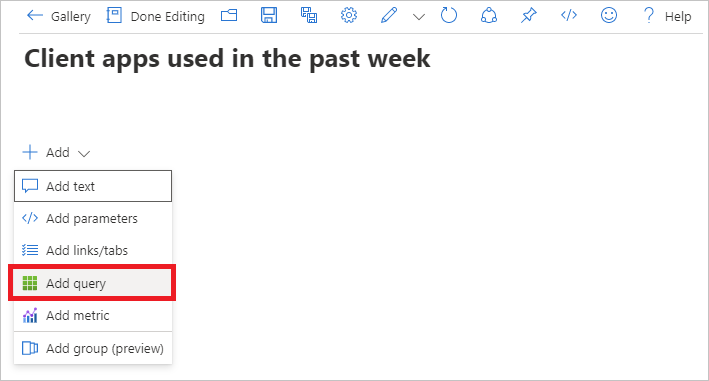 Gallery Done Editing Help
Client apps used in the past week
Add
Add text
Add parameters
Add links/tabs
Add query
Add metric
Add group (preview)